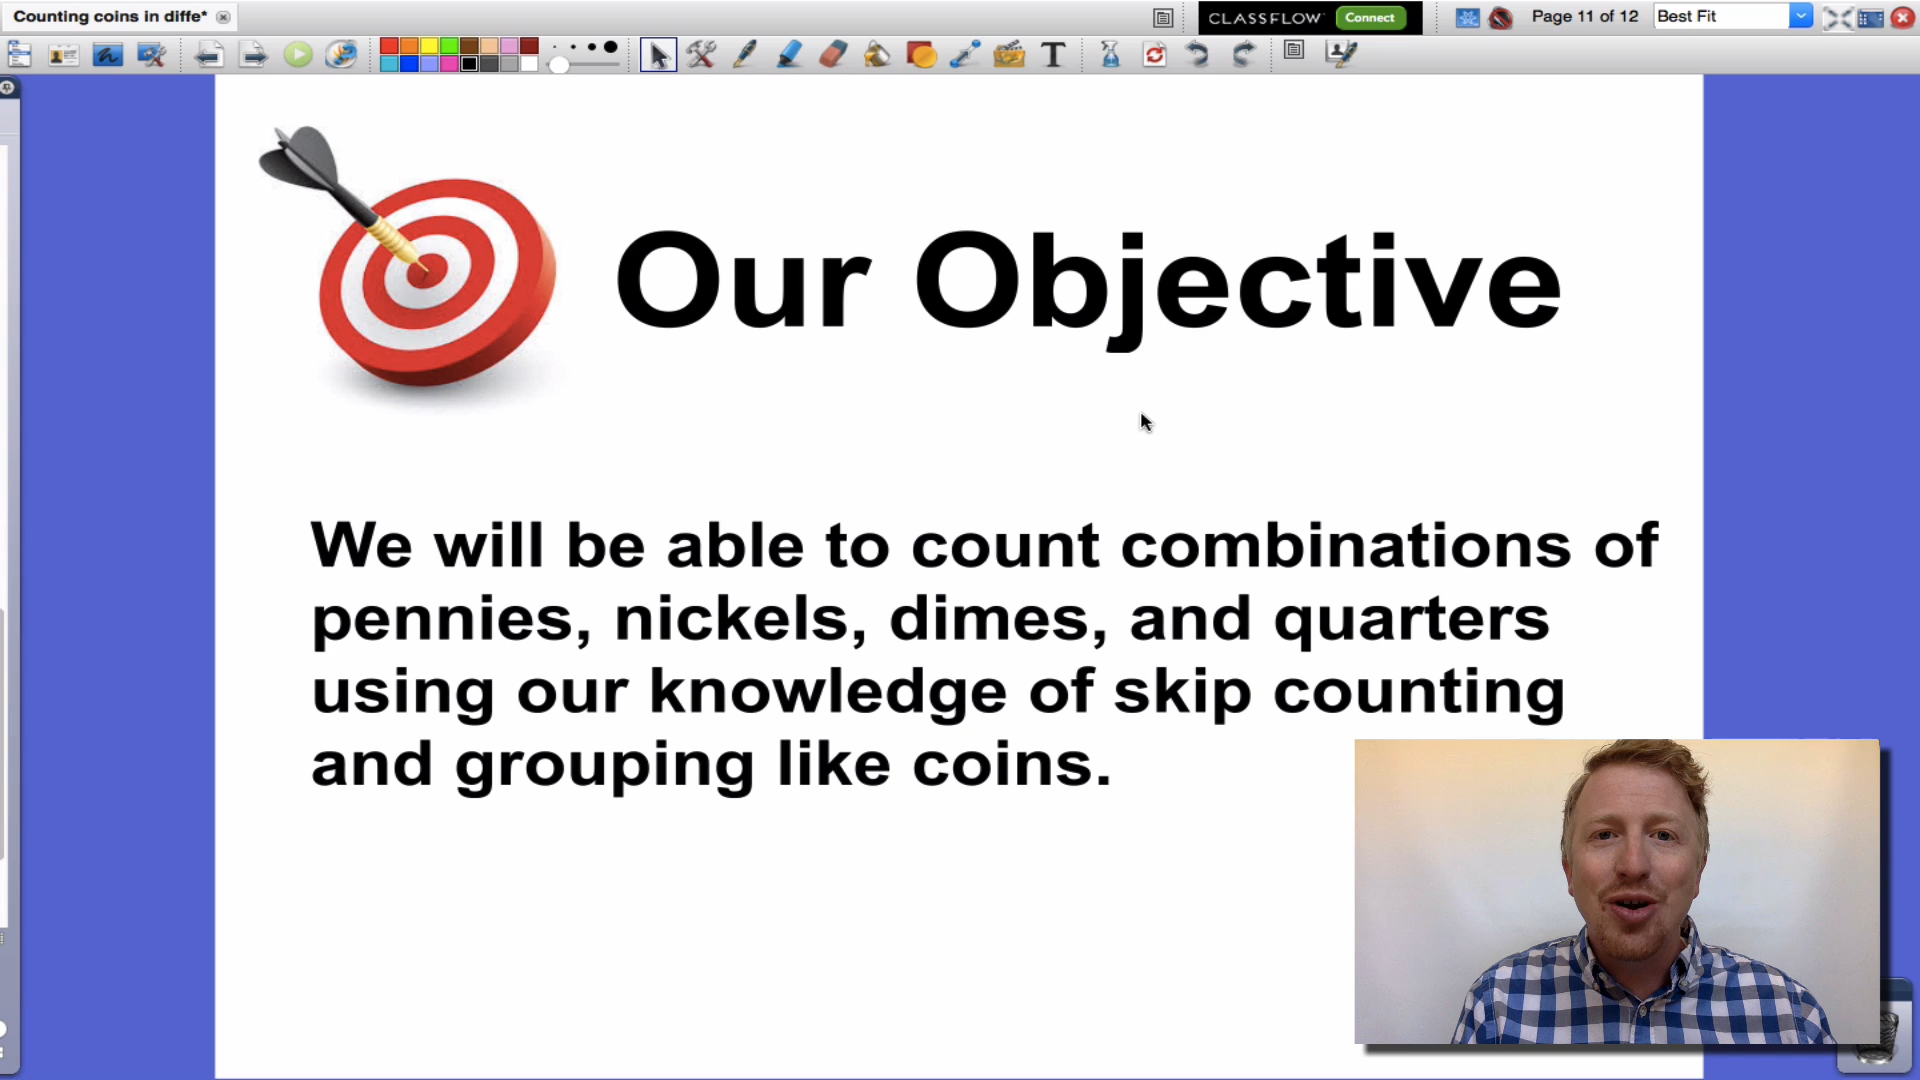 Counting coins in diffe*
CLASSFLOW
Connect
Page 11 of 12
Best Fit
T
Our Objective
We will be able to count combinations of
pennies, nickels, dimes, and quarters
using our knowledge of skip counting
and grouping like coins.